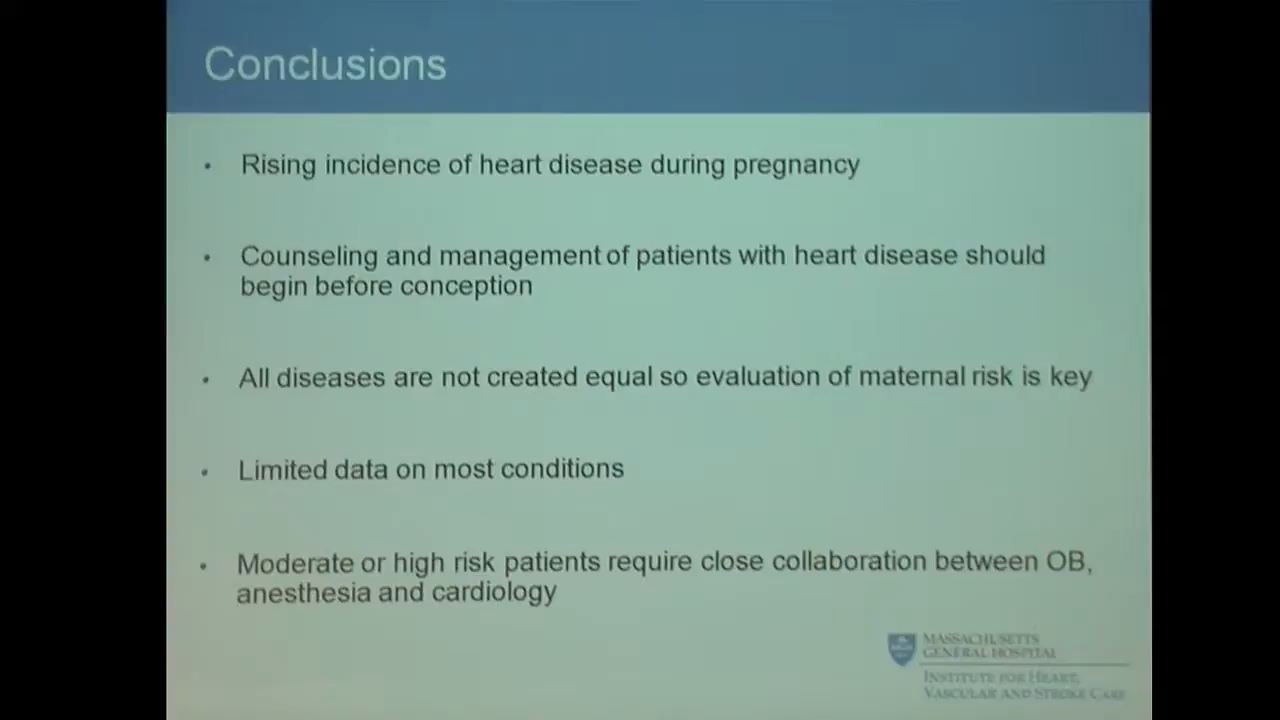 Conclusions
• Rising incidence of heart disease during pregnancy
• Counseling and management of patients with heart disease should
begin before conception
• All diseases are not created equal so evaluation of maternal risk is key
• Limited data on most conditions
• Moderate or high risk patients require close collaboration between OB,
anesthesia and cardiology
MASSACHUSETTS
GENERAL HOSPITAL
INSTITUTE FOR HEART,
VASCULAR AND STROKE CARE